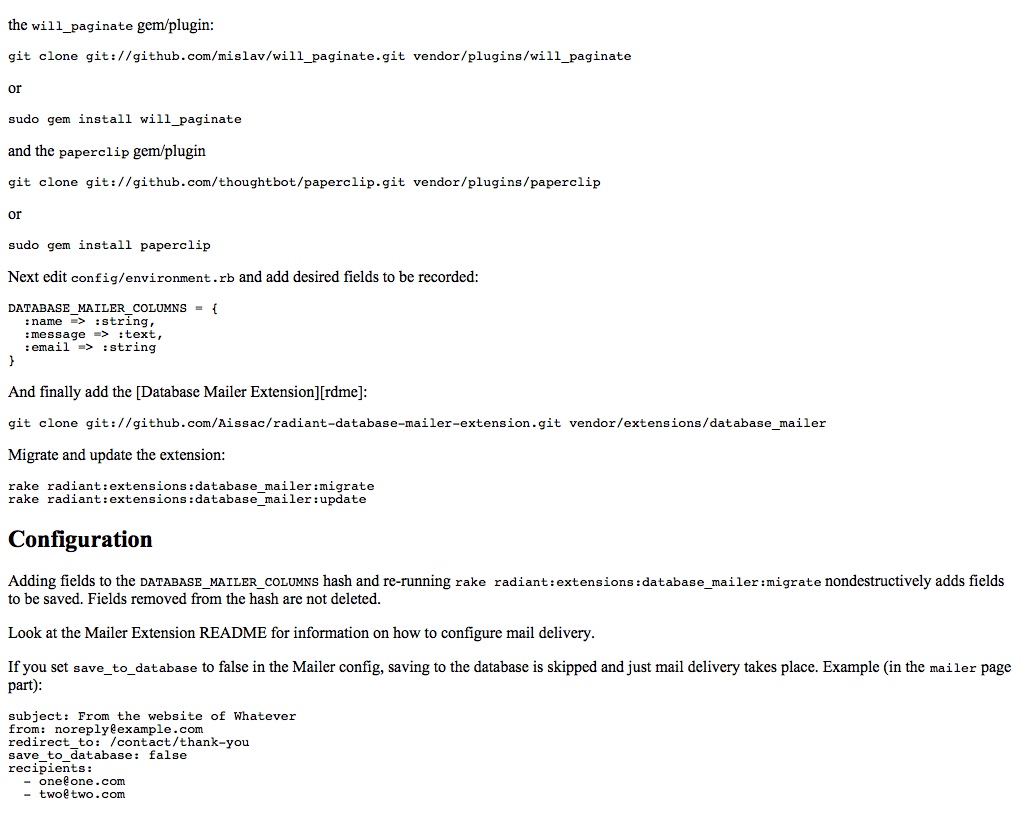 the will_paginate gem/plugin:
git clone git://github.com/mislav/will_paginate.git vendor/plugins/will_paginate
or
sudo gem install will_paginate
and the paperclip gem/plugin
git clone git://github.com/thoughtbot/paperclip.git vendor/plugins/paperclip
or
sudo gem install paperclip
Next edit config/environment.rb and add desired fields to be recorded:
DATABASE_MAILER_COLUMNS = {
  :name => :string,
  :message => :text,
  :email => :string
}
And finally add the [Database Mailer Extension][rdme]:
git clone git://github.com/Aissac/radiant-database-mailer-extension.git vendor/extensions/database_mailer
Migrate and update the extension:
rake radiant:extensions:database_mailer:migrate
rake radiant:extensions:database_mailer:update
Configuration
Adding fields to the DATABASE_MAILER_COLUMNS hash and re-running rake radiant:extensions:database_mailer:migrate nondestructively adds fields
to be saved. Fields removed from the hash are not deleted.
Look at the Mailer Extension README for information on how to configure mail delivery.
If you set save_to_database to false in the Mailer config, saving to the database is skipped and just mail delivery takes place. Example (in the mailer page
part):
subject: From the website of Whatever
from: noreply@example.com
redirect_to: /contact/thank-you
save_to_database: false
recipients:
  - one@one.com
  - two@two.com